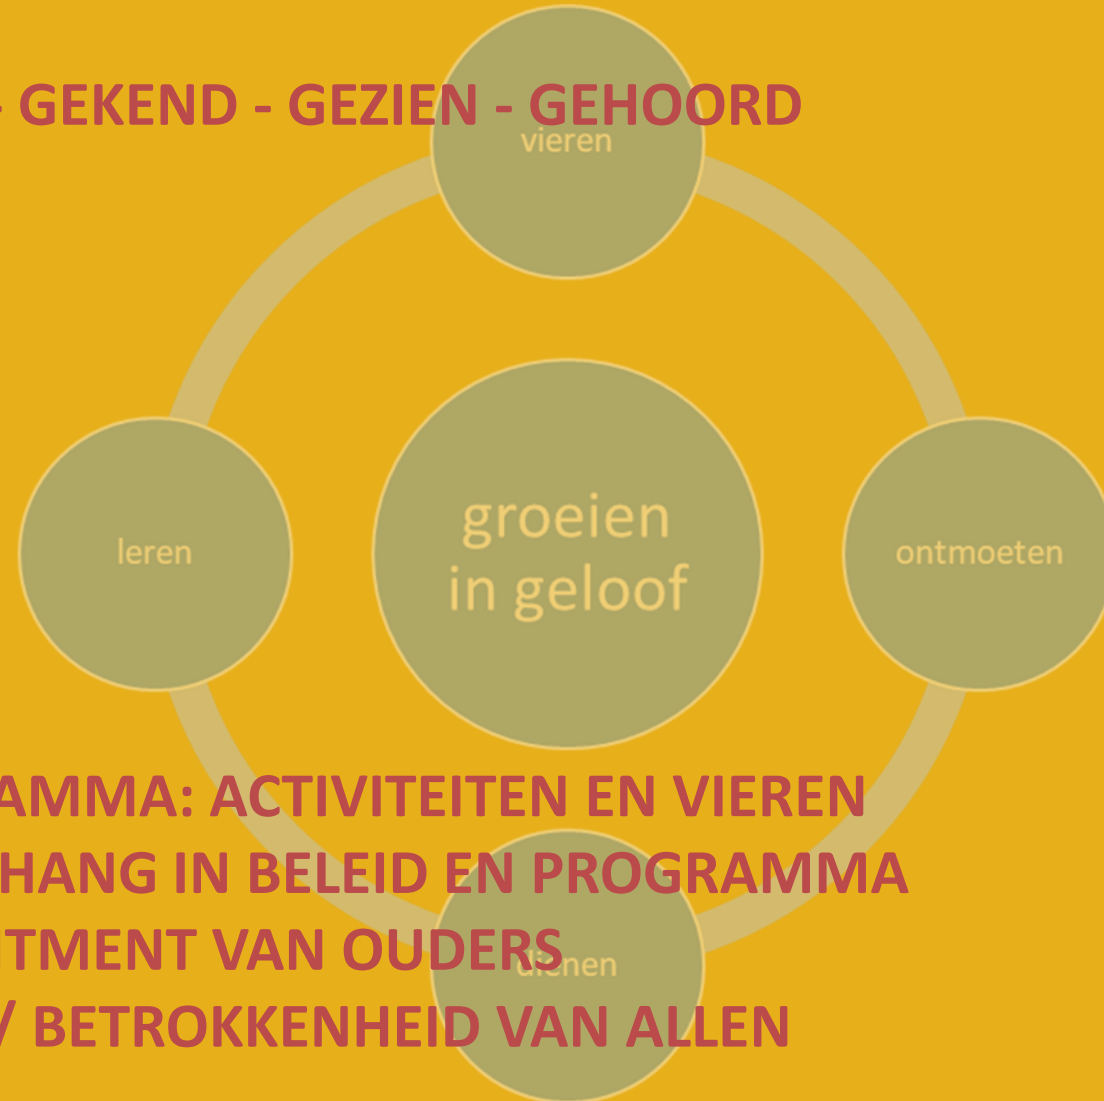 - GEKEND - GEZIEN - GEHOORD
vieren
groeien
in geloof
leren
ontmoeten
AMMA: ACTIVITEITEN EN VIEREN
HANG IN BELEID EN PROGRAMMA
TMENT VAN OUDERS
dienen
/ BETROKKENHEID VAN ALLEN